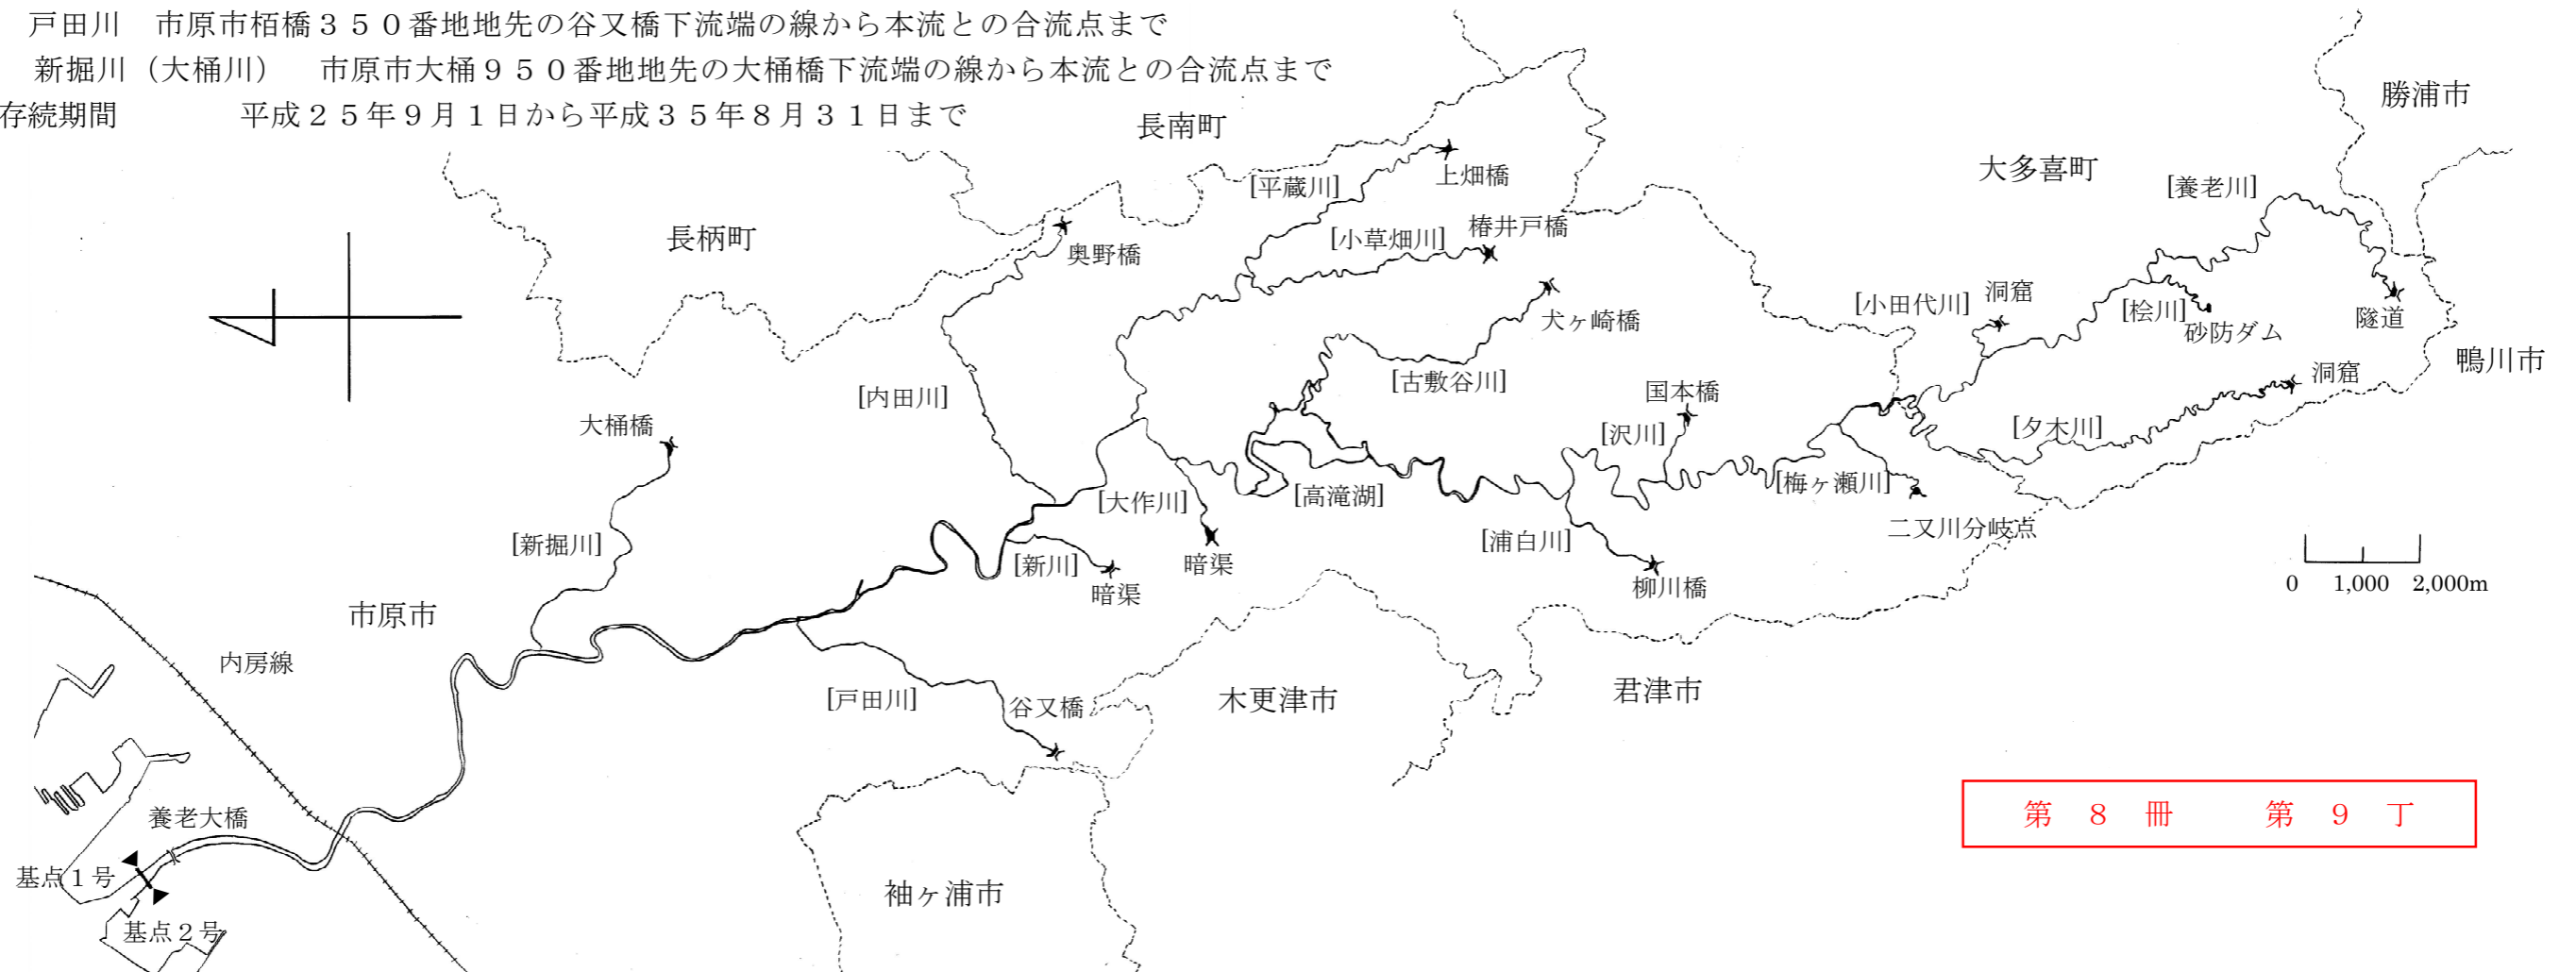 戸田川　市原市栢橋３５０番地地先の谷又橋下流端の線から本流との合流点まで
新掘川（大桶川）　市原市大桶９５０番地地先の大桶橋下流端の線から本流との合流点まで
存続期間　平成２５年９月１日から平成３５年８月３１日まで
勝浦市
長南町
大多喜町
[平蔵川]
上畑橋
[養老川]
長柄町
奥野橋
[小草畑川]
椿井戸橋
[小田代川]
洞窟
犬ヶ崎橋
[桧川]
砂防ダム
隧道
鴨川市
[内田川]
[古敷谷川]
国本橋
洞窟
大桶橋
[沢川]
[夕木川]
[大作川]
[高滝湖]
[梅ヶ瀬川]
[新掘川]
[浦白川]
二又川分岐点
[新川]
暗渠
暗渠
柳川橋
0　1,000　2,000m
市原市
内房線
[戸田川]
谷又橋
木更津市
君津市
養老大橋
第　８　冊　　第　９　丁
基点１号
袖ヶ浦市
基点２号